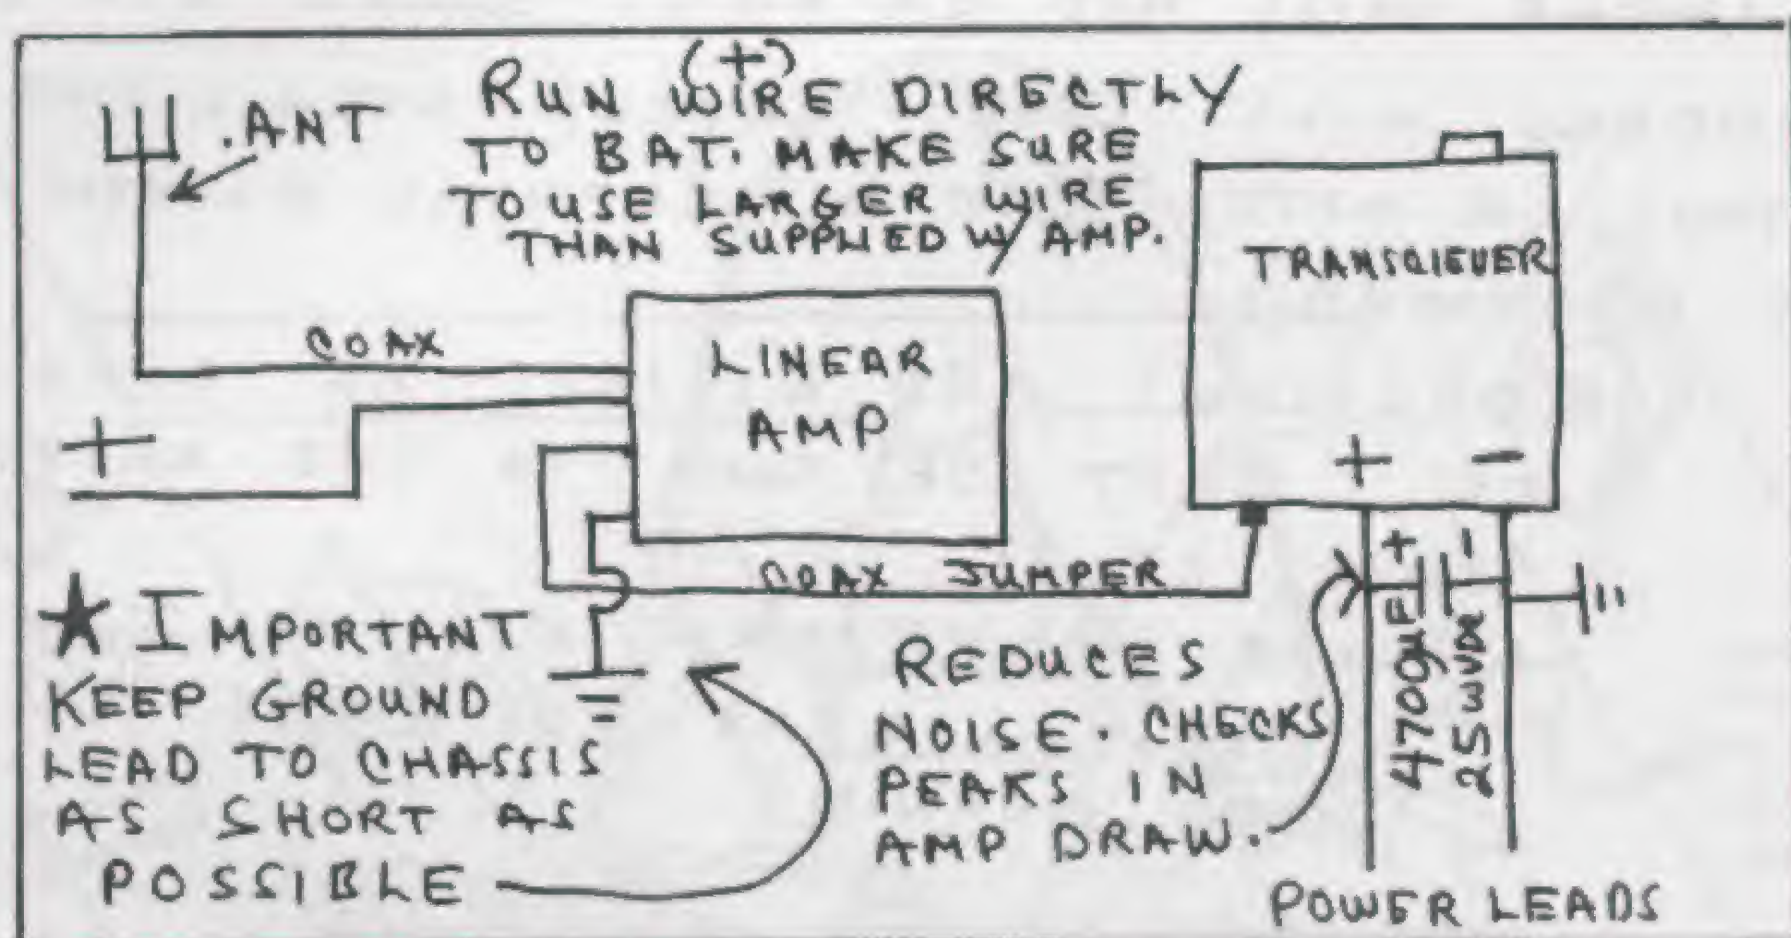 .ANT
RUN (+) WIRE DIRECTLY
TO BAT. MAKE SURE
TO USE LARGER WIRE
THAN SUPPLIED W/ AMP.
COAX
LINEAR
AMP
+
TRANSCIEVER
+ -
+ -
4700µF
25WVDC
COAX JUMPER
★ IMPORTANT
KEEP GROUND
LEAD TO CHASSIS
AS SHORT AS
POSSIBLE
REDUCES
NOISE. CHECKS
PEAKS IN
AMP DRAW.
POWER LEADS